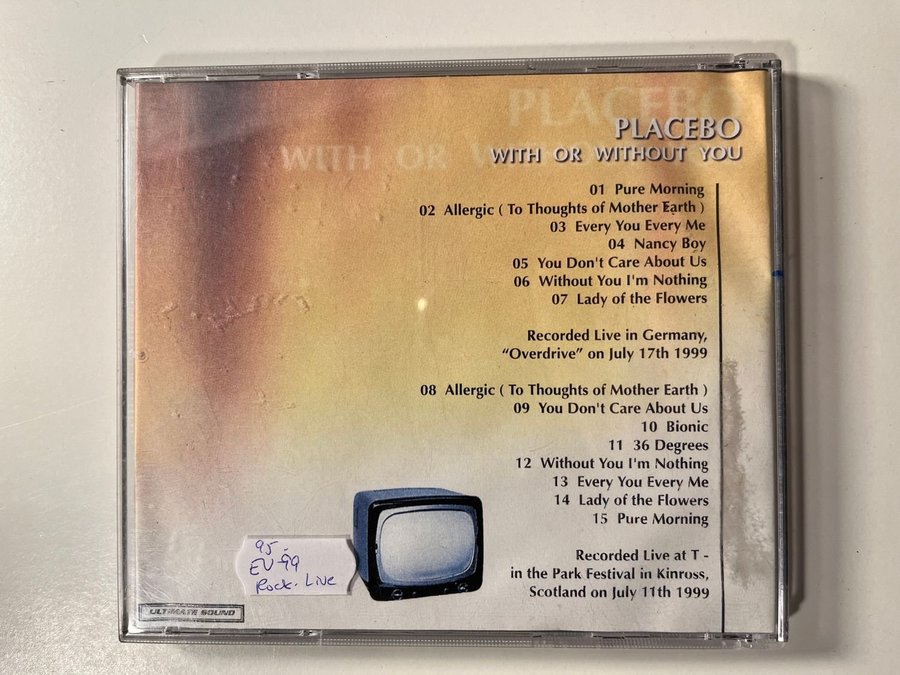 PLACEBO
WITH OR WITHOUT YOU
01 Pure Morning
02 Allergic ( To Thoughts of Mother Earth )
03 Every You Every Me
04 Nancy Boy
05 You Don't Care About Us
06 Without You I'm Nothing
07 Lady of the Flowers
Recorded Live in Germany,
“Overdrive” on July 17th 1999
08 Allergic ( To Thoughts of Mother Earth )
09 You Don't Care About Us
10 Bionic
11 36 Degrees
12 Without You I'm Nothing
13 Every You Every Me
14 Lady of the Flowers
15 Pure Morning
Recorded Live at T -
in the Park Festival in Kinross,
Scotland on July 11th 1999
95:-
EU-99
Rock. Live
ULTIMATE SOUND